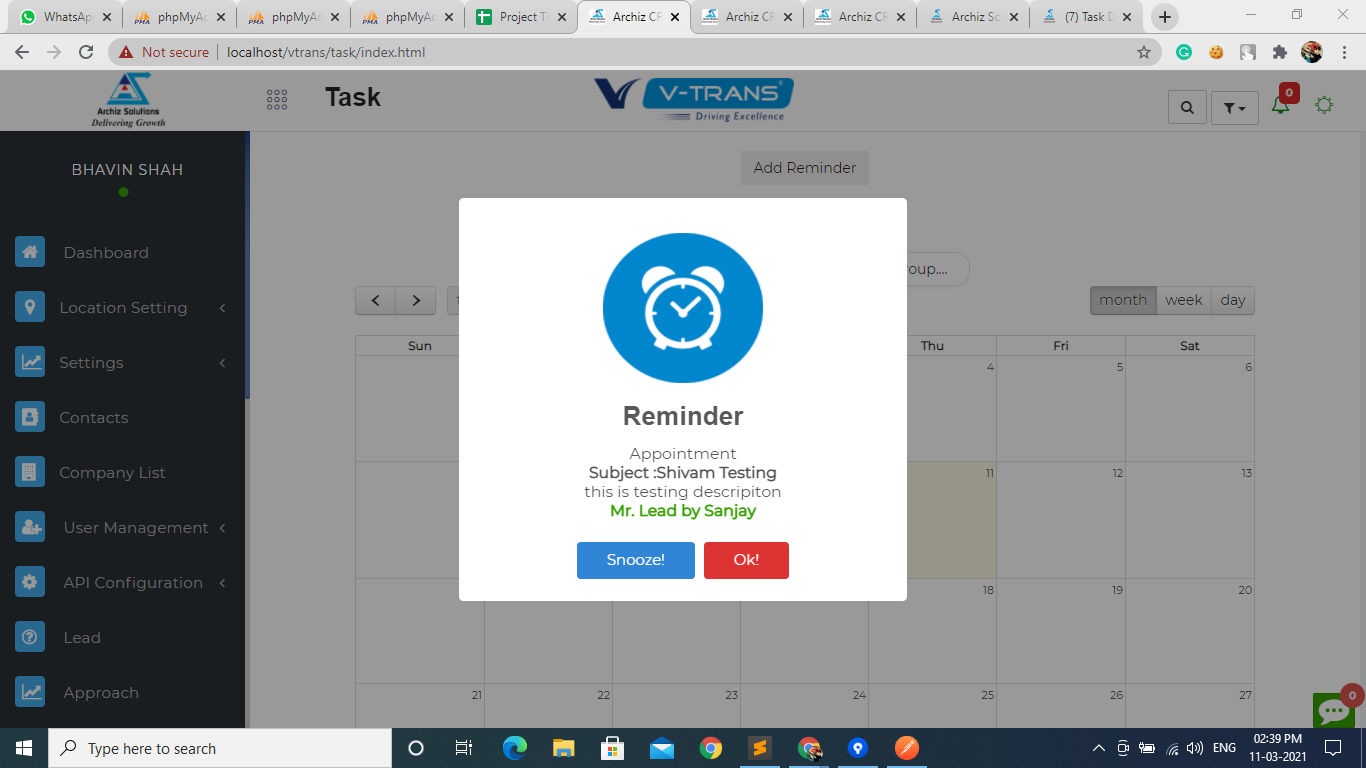 WhatsAp
phpMyAc
phpMyAc
phpMyAc
Project T
Archiz CF
Archiz CF
Archiz CF
Archiz So
(7) Task D
Not secure
localhost/vtrans/task/index.html
Archiz Solutions
Delivering Growth
Task
V-TRANS®
Driving Excellence
0
BHAVIN SHAH
Dashboard
Location Setting
Settings
Contacts
Company List
User Management
API Configuration
Lead
Approach
Add Reminder
oup....
month week day
Sun Thu Fri Sat
4 5 6
11 12 13
18 19 20
21 22 23 24 25 26 27
Reminder
Appointment
Subject :Shivam Testing
this is testing descripiton
Mr. Lead by Sanjay
Snooze! Ok!
0
Type here to search
ENG
02:39 PM
11-03-2021